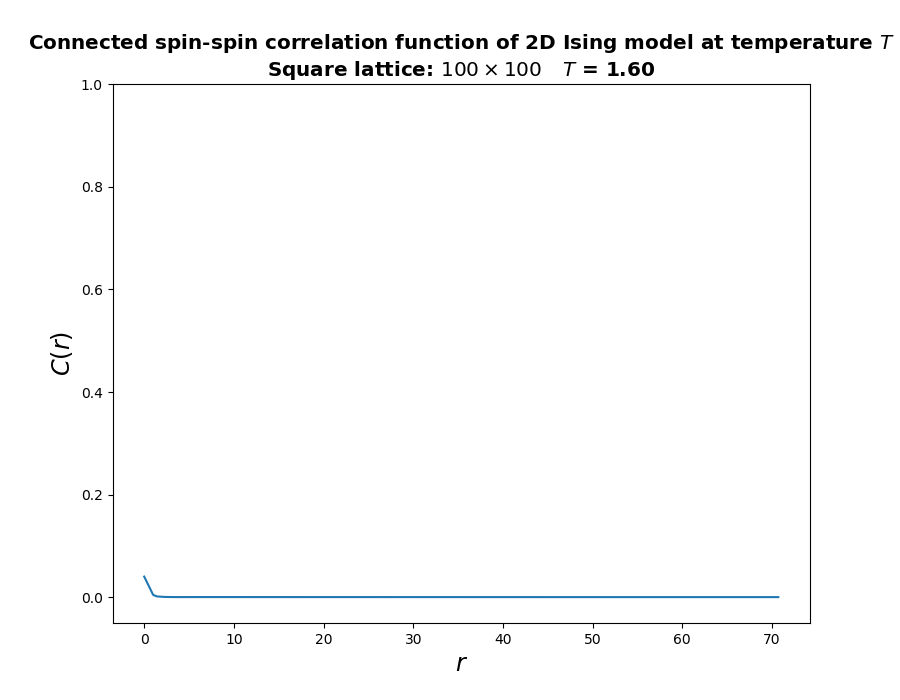 Connected spin-spin correlation function of 2D Ising model at temperature T
Square lattice: 100 × 100 T = 1.60
1.0
0.8
0.6
0.4
0.2
0.0
C(r)
0 10 20 30 40 50 60 70
r